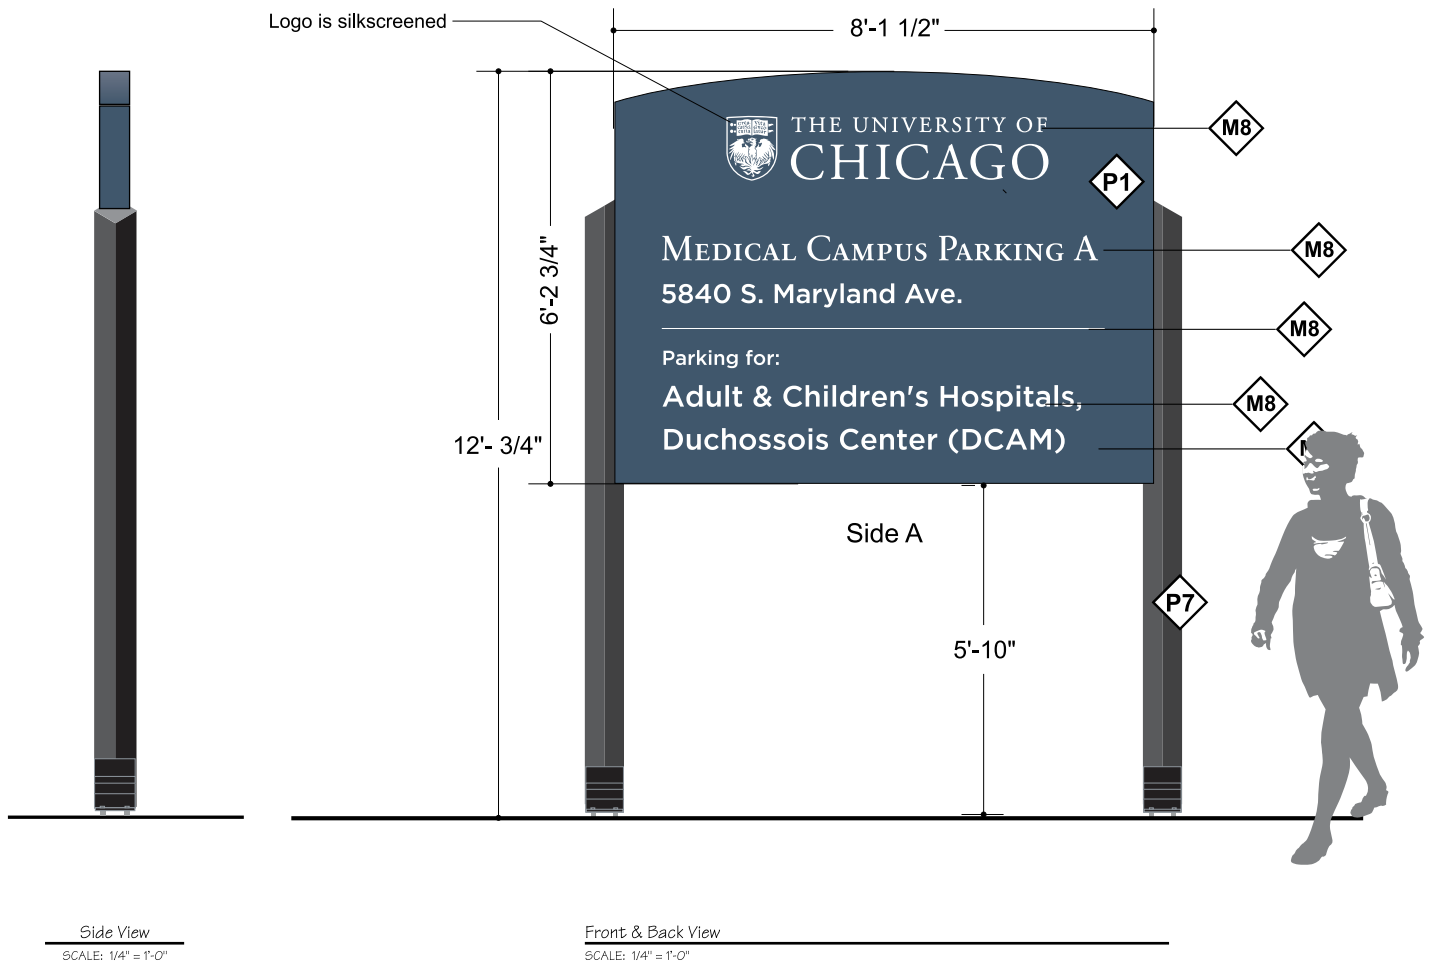 Logo is silkscreened
8'-1 1/2"
THE UNIVERSITY OF
CHICAGO
M8
P1
MEDICAL CAMPUS PARKING A
M8
5840 S. Maryland Ave.
6'-2 3/4"
M8
Parking for:
Adult & Children's Hospitals,
M8
Duchossois Center (DCAM)
12'- 3/4"
Side A
P7
5'-10"
Side View
SCALE: 1/4" = 1'-0"
Front & Back View
SCALE: 1/4" = 1'-0"